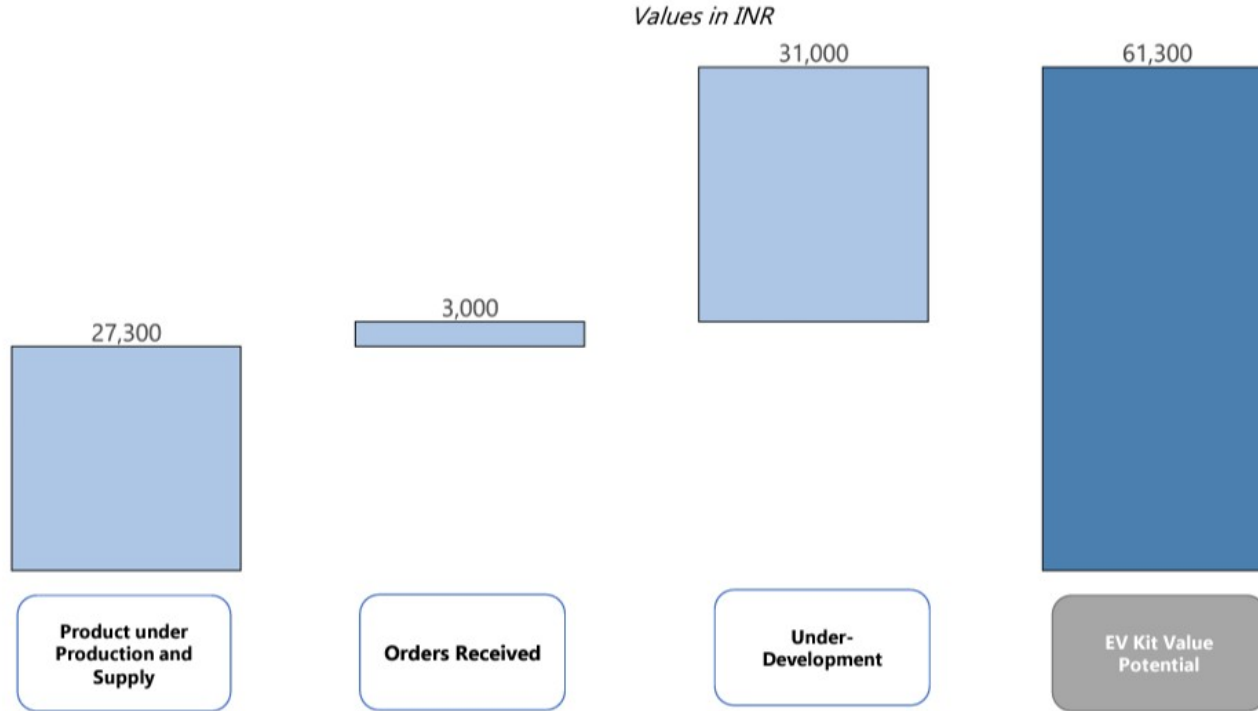 Values in INR
31,000
61,300
3,000
27,300
Product under
Production and
Supply
Orders Received
Under-
Development
EV Kit Value
Potential